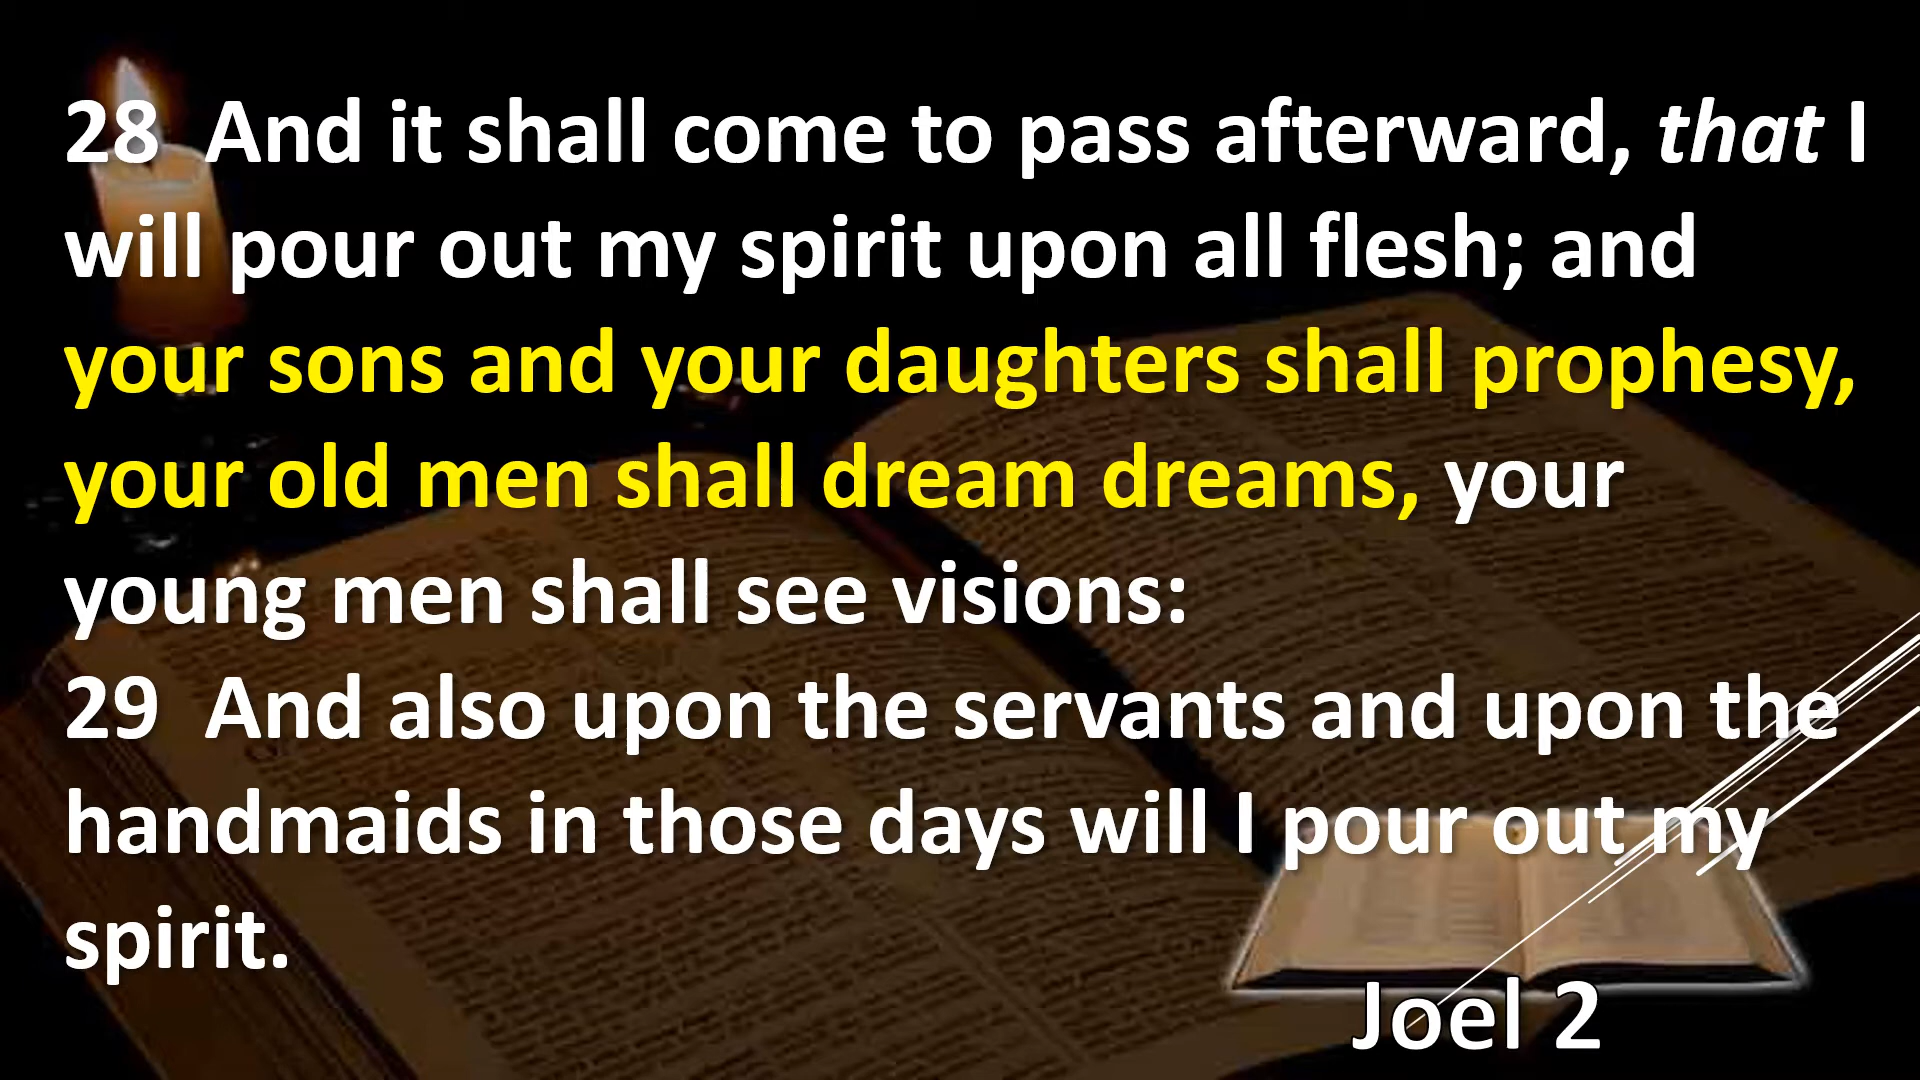 28  And it shall come to pass afterward, that I
will pour out my spirit upon all flesh; and
your sons and your daughters shall prophesy,
your old men shall dream dreams, your
young men shall see visions:
29  And also upon the servants and upon the
handmaids in those days will I pour out my
spirit.
Joel 2